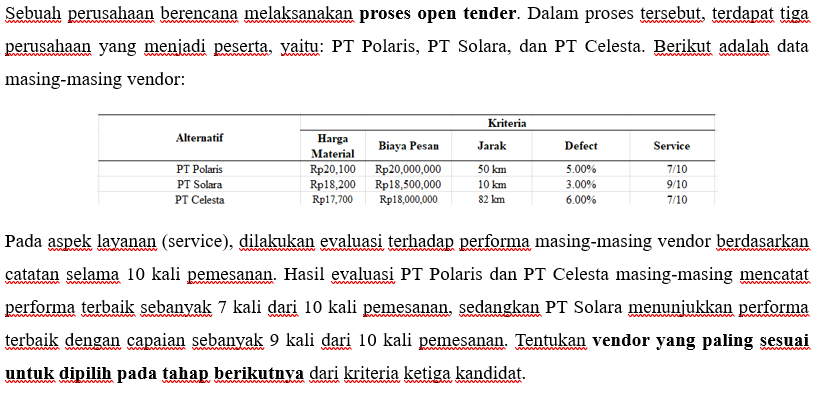 Sebuah perusahaan berencana melaksanakan proses open tender. Dalam proses tersebut, terdapat tiga
perusahaan yang menjadi peserta, yaitu: PT Polaris, PT Solara, dan PT Celesta. Berikut adalah data
masing-masing vendor:
Kriteria
Alternatif Harga Material Biaya Pesan Jarak Defect Service
PT Polaris Rp20,100 Rp20,000,000 50 km 5.00% 7/10
PT Solara Rp18,200 Rp18,500,000 10 km 3.00% 9/10
PT Celesta Rp17,700 Rp18,000,000 82 km 6.00% 7/10
Pada aspek layanan (service), dilakukan evaluasi terhadap performa masing-masing vendor berdasarkan
catatan selama 10 kali pemesanan. Hasil evaluasi PT Polaris dan PT Celesta masing-masing mencatat
performa terbaik sebanyak 7 kali dari 10 kali pemesanan, sedangkan PT Solara menunjukkan performa
terbaik dengan capaian sebanyak 9 kali dari 10 kali pemesanan. Tentukan vendor yang paling sesuai
untuk dipilih pada tahap berikutnya dari kriteria ketiga kandidat.